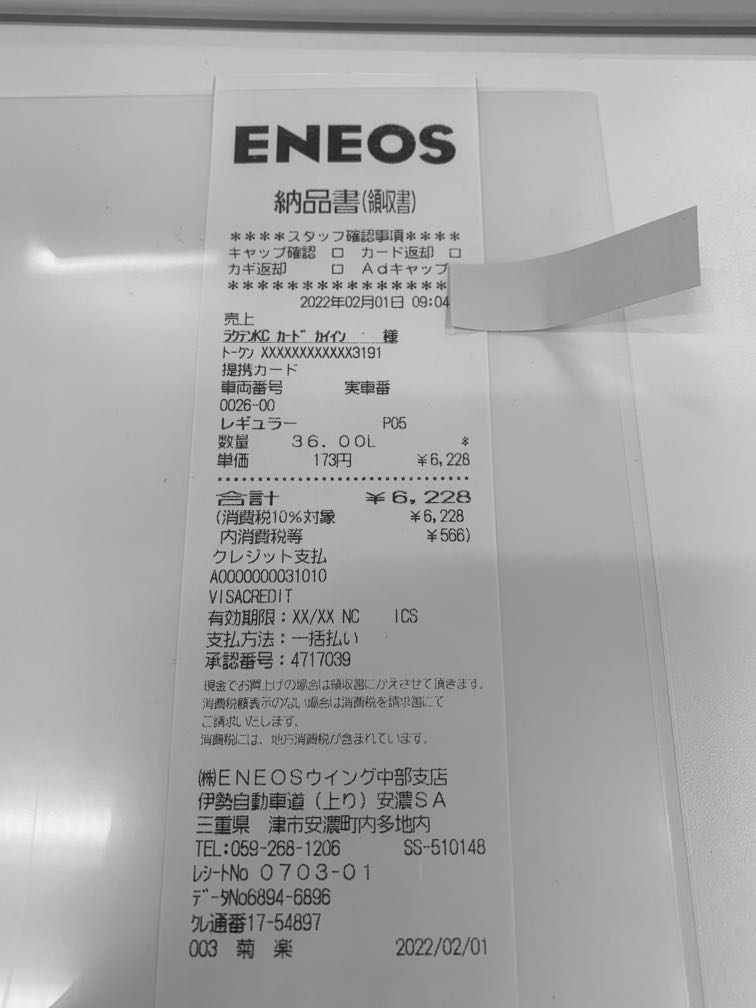 ENEOS
納品書(領収書)
****スタッフ確認事項****
キャップ確認 □ カード返却 □
カギ返却 □ Adキャップ
***************
2022年02月01日 09:04
売上
ラクテンKC カード カイイン 様
トークン XXXXXXXXXXXX3191
提携カード
車両番号 実車番
0026-00
レギュラー P05
数量 36.00L *
単価 173円 ¥6,228
合計 ¥6,228
(消費税10%対象 ¥6,228
内消費税等 ¥566)
クレジット支払
A0000000031010
VISACREDIT
有効期限:XX/XX NC ICS
支払方法:一括払い
承認番号:4717039
現金でお買上げの場合は領収書にかえさせて頂きます。
消費税額表示のない場合は消費税を請求書にて
ご請求いたします。
消費税には、地方消費税が含まれています。
(株)ENEOSウイング中部支店
伊勢自動車道(上り)安濃SA
三重県 津市安濃町内多地内
TEL:059-268-1206 SS-510148
レシートNo 0703-01
データNo6894-6896
クレ通番17-54897
003 菊 楽 2022/02/01